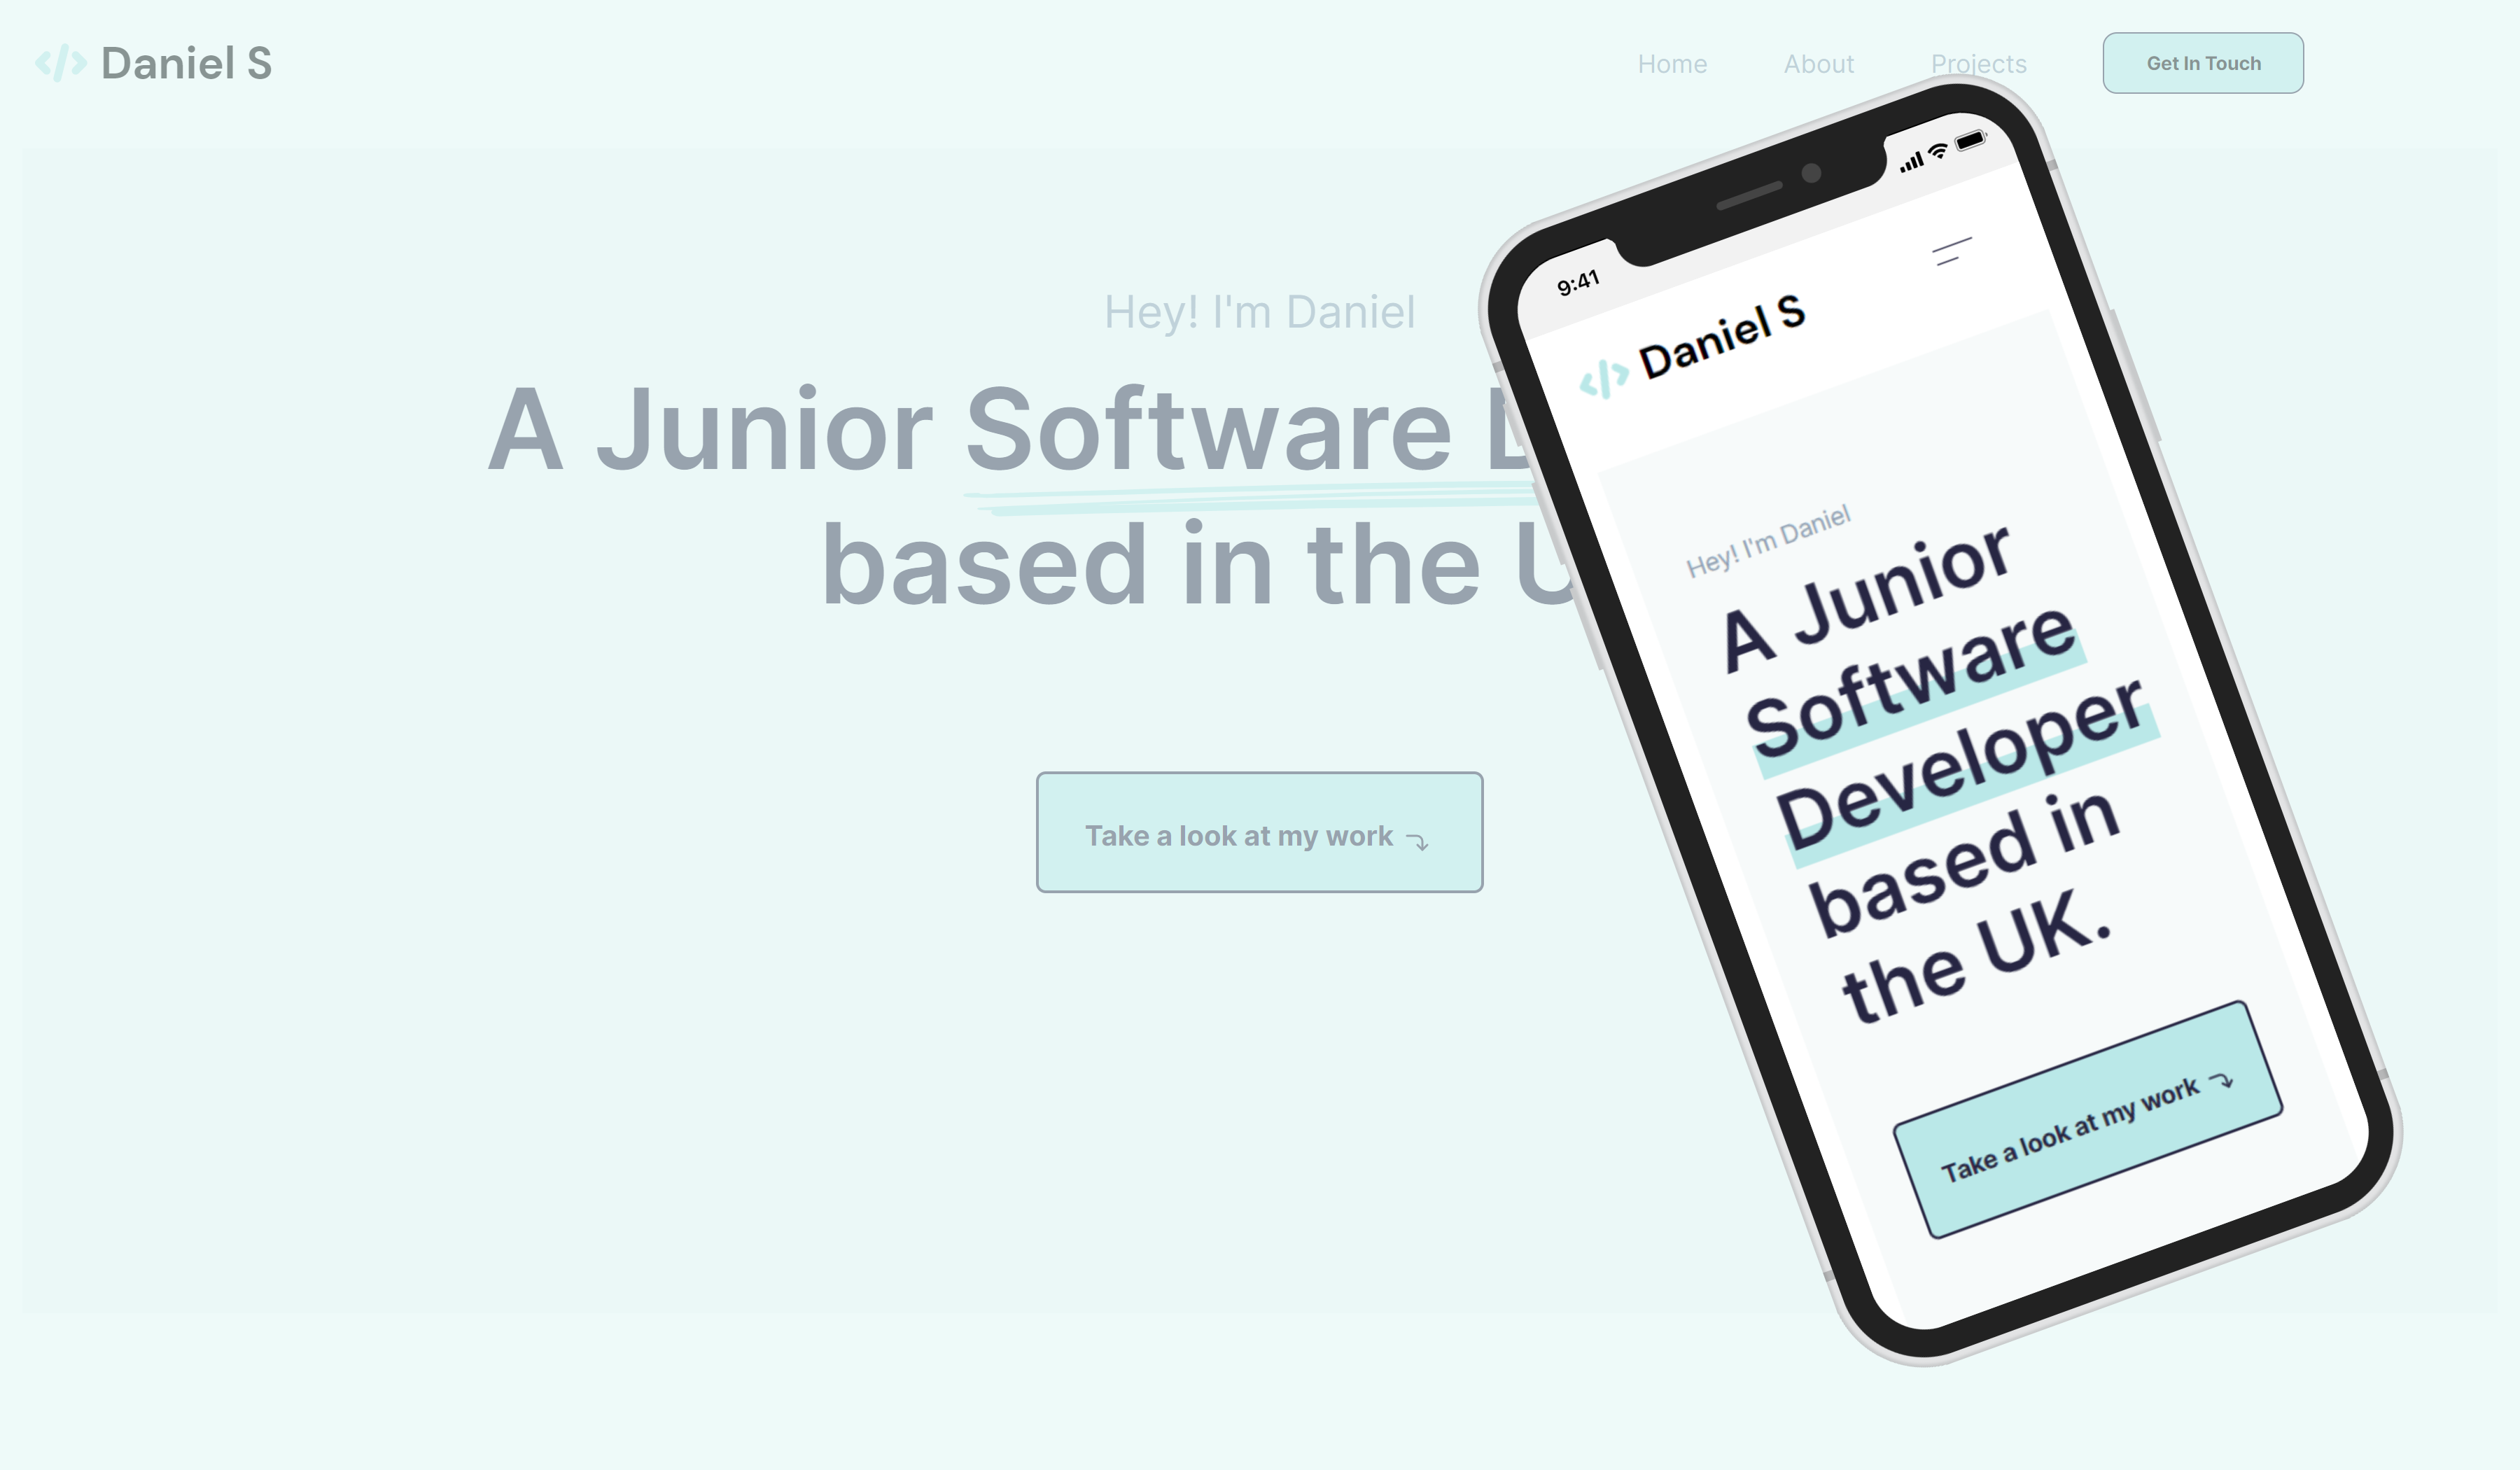 Daniel S
Home About Projects Get In Touch
Hey! I'm Daniel
A Junior Software
based in the
Take a look at my work
9:41
Daniel S
Hey! I'm Daniel
A Junior
Software
Developer
based in
the UK.
Take a look at my work